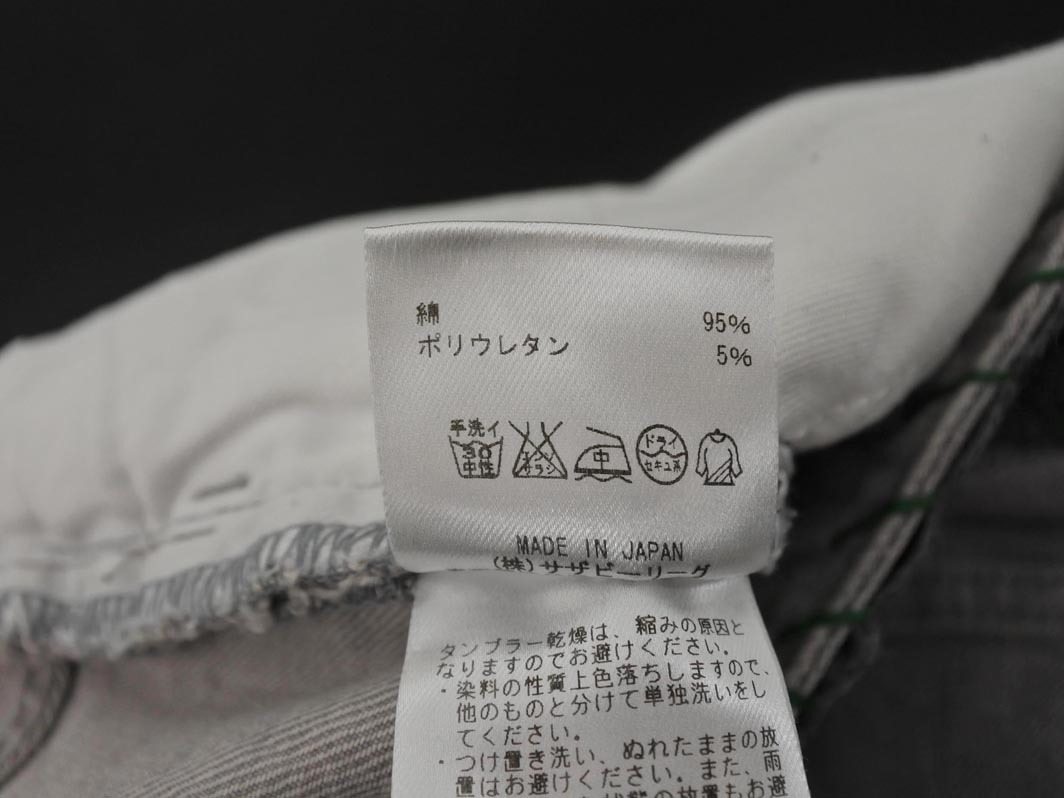 綿 95%
ポリウレタン 5%
手洗イ
30
中性
エンソ
サラシ
中
ドライ
セキユ系
MADE IN JAPAN
(株)サザビーリーグ
タンブラー乾燥は、縮みの原因と
なりますのでお避けください。
・染料の性質上色落ちしますので、
他のものと分けて単独洗いをし
てください。
・つけ置き洗い、ぬれたままの放
置はお避けください。また、雨
の放置もお避